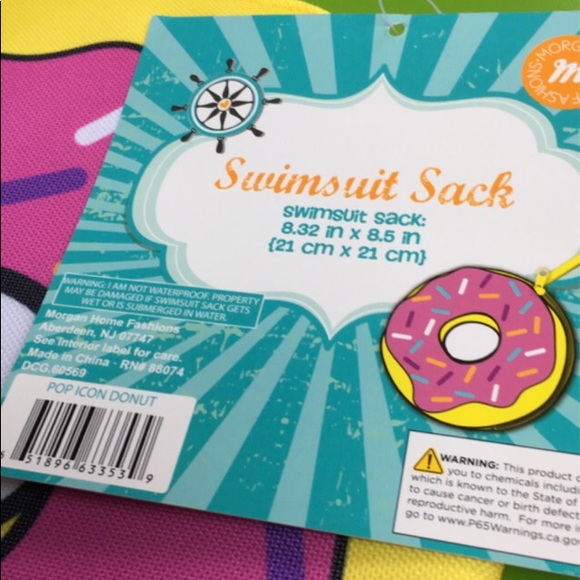 MORGAN
FASHIONS
Swimsuit Sack
swimsuit sack:
8.32 in x 8.5 in
{21 cm x 21 cm}
WARNING: I AM NOT WATERPROOF. PROPERTY
MAY BE DAMAGED IF SWIMSUIT SACK GETS
WET OR IS SUBMERGED IN WATER.
Morgan Home Fashions
Aberdeen, NJ 07747
See interior label for care.
Made in China • RN# 88074
DCG.60569
POP ICON DONUT
51896 63353 9
WARNING: This product
you to chemicals
which is known to the State of
to cause cancer or birth
reproductive harm. For more
go to www.P65Warnings.ca.gov